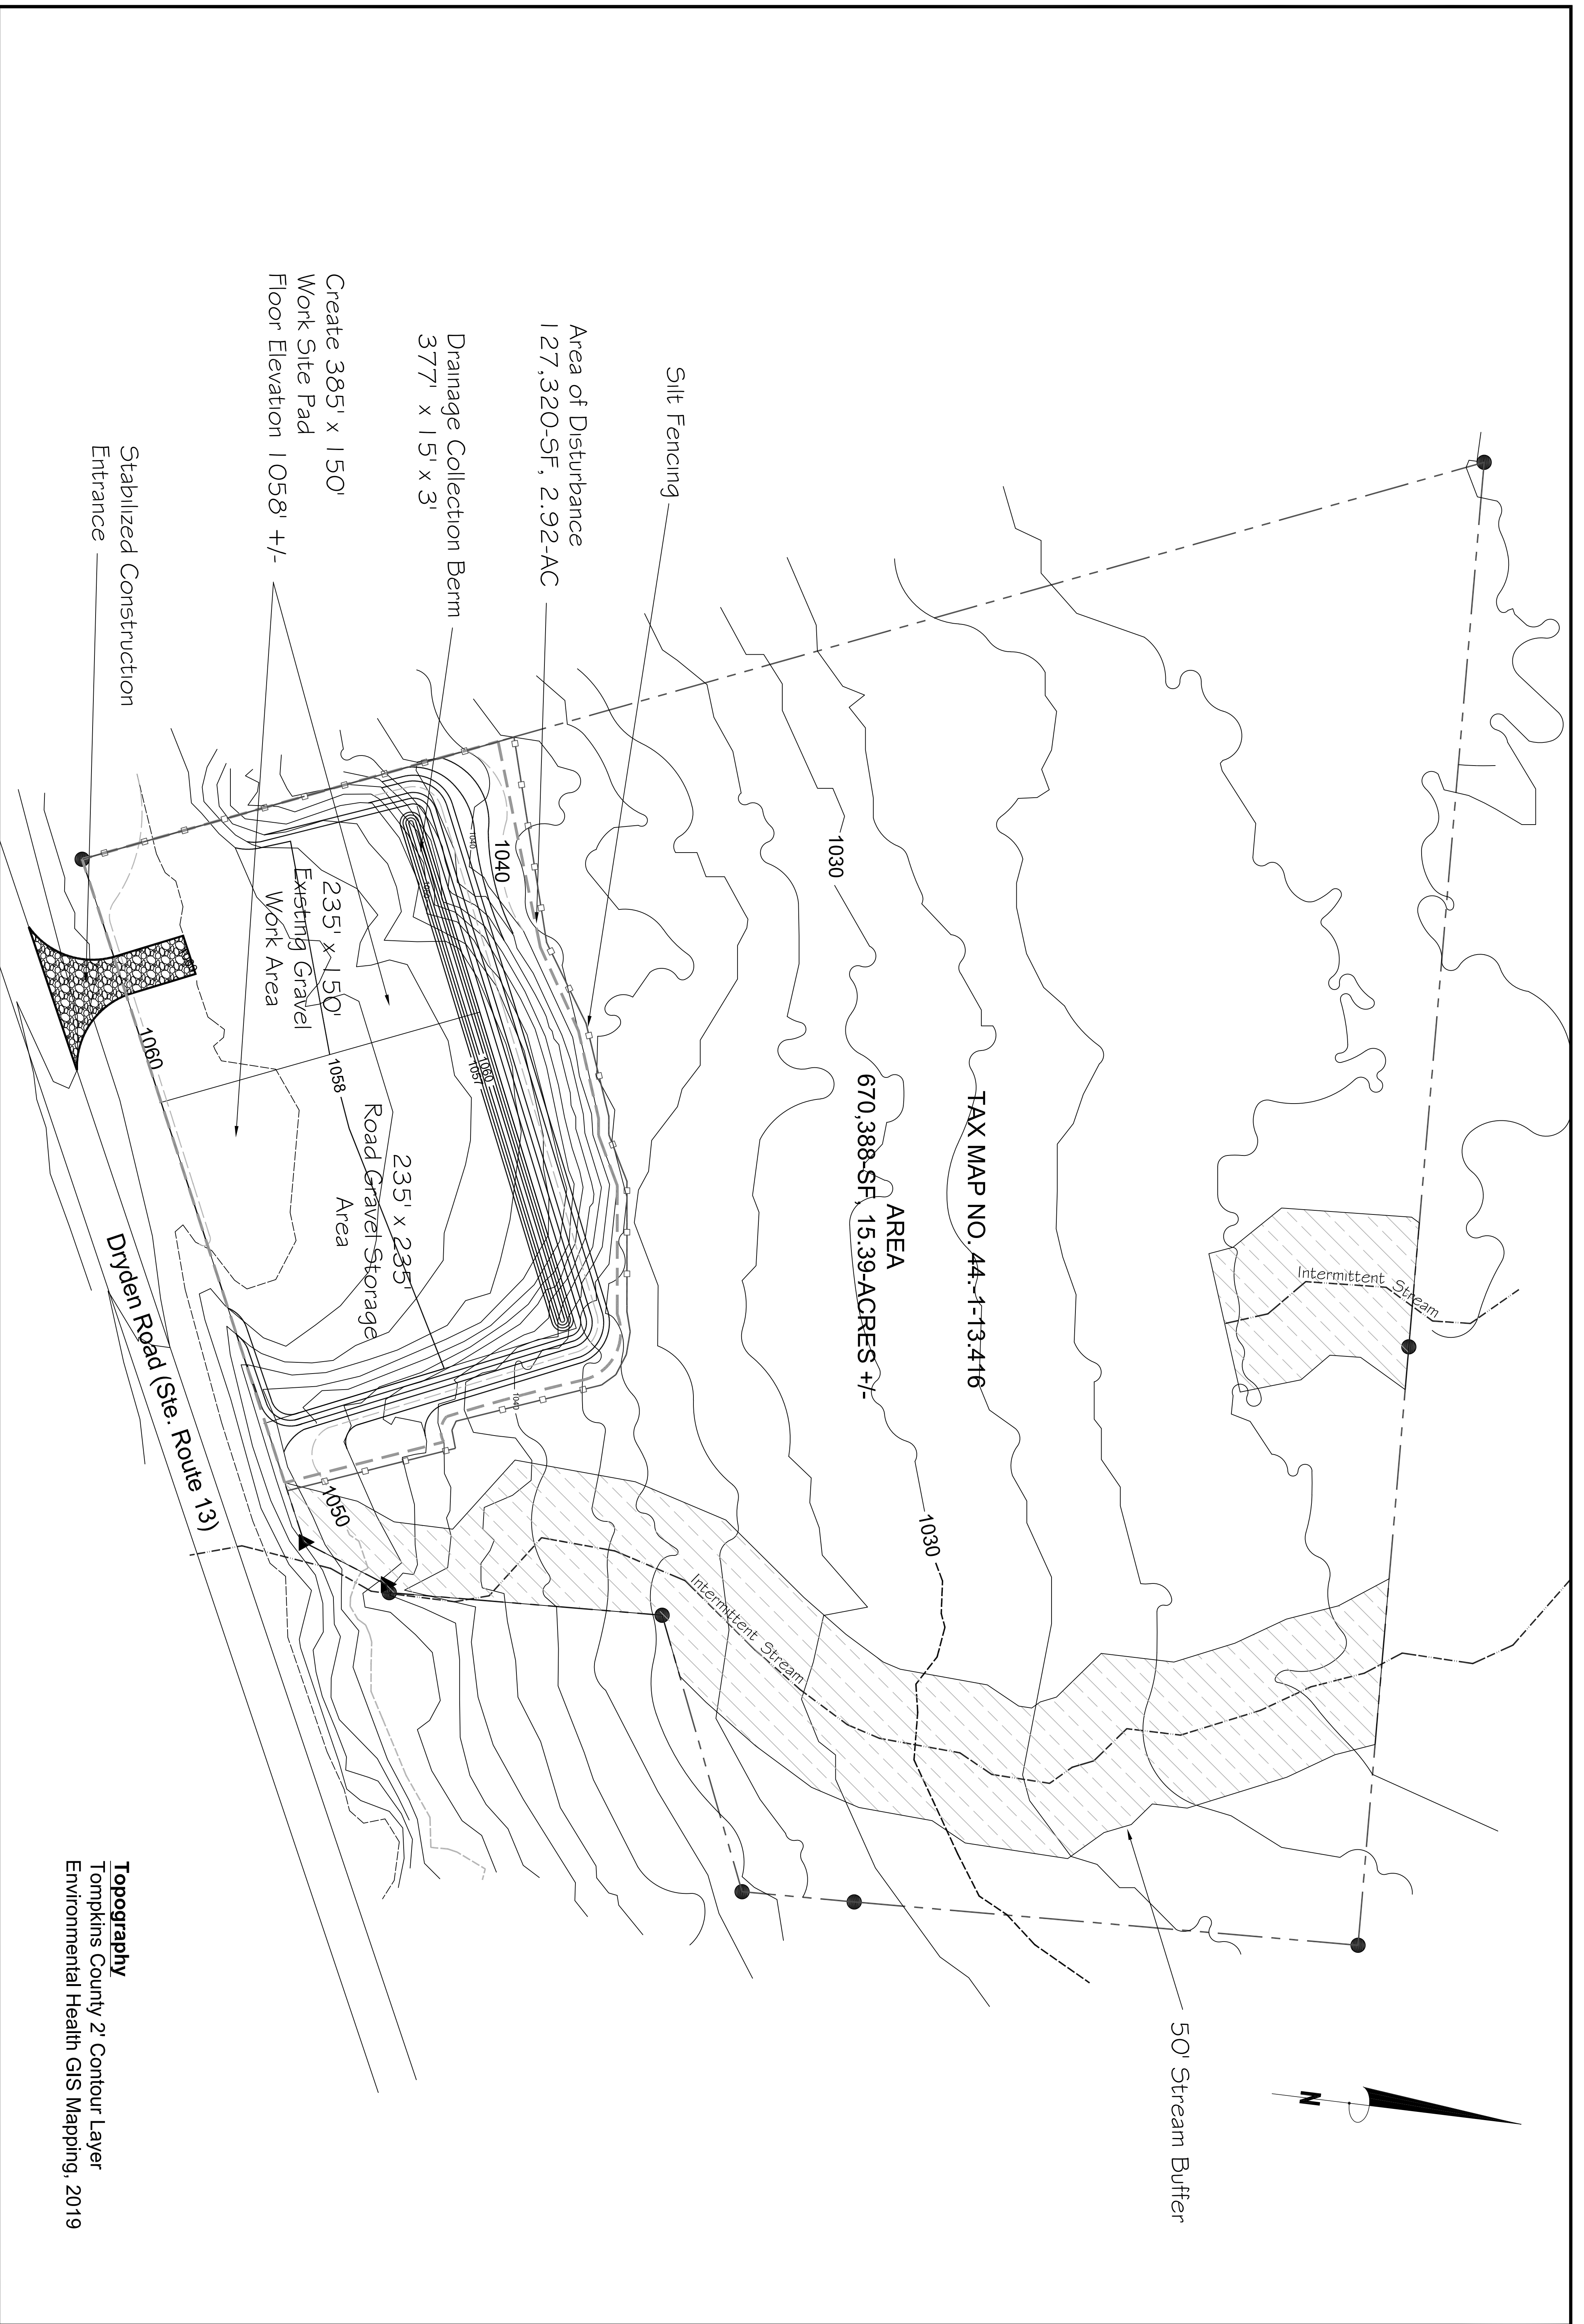 Intermittent Stream
TAX MAP NO. 44.-1-13.416
AREA
670,388-SF, 15.39-ACRES +/-
1030
1030
50' Stream Buffer
N
Silt Fencing
Area of Disturbance
127,320-SF, 2.92-AC
Drainage Collection Berm
377' x 15' x 3'
Create 385' x 150'
Work Site Pad
Floor Elevation 1058' +/-
Stabilized Construction
Entrance
1040
1040
1040
1060
1057
235' x 150'
Existing Gravel
Work Area
1058
235' x 235'
Road Gravel Storage
Area
1060
1050
Intermittent Stream
Dryden Road (Ste. Route 13)
Topography
Tompkins County 2' Contour Layer
Environmental Health GIS Mapping, 2019